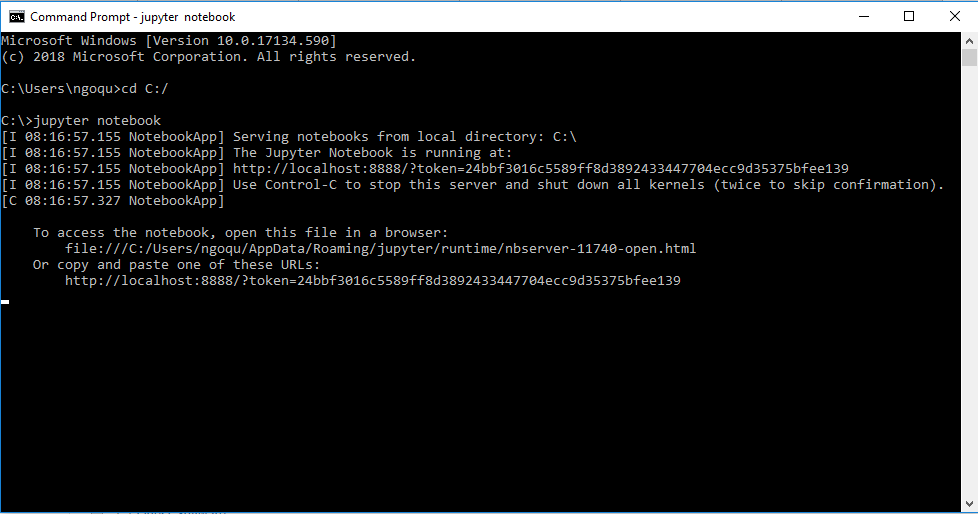 Command Prompt - jupyter  notebook
Microsoft Windows [Version 10.0.17134.590]
(c) 2018 Microsoft Corporation. All rights reserved.
C:\Users\ngoqu>cd C:/
C:\>jupyter notebook
[I 08:16:57.155 NotebookApp] Serving notebooks from local directory: C:\
[I 08:16:57.155 NotebookApp] The Jupyter Notebook is running at:
[I 08:16:57.155 NotebookApp] http://localhost:8888/?token=24bbf3016c5589ff8d3892433447704ecc9d35375bfee139
[I 08:16:57.155 NotebookApp] Use Control-C to stop this server and shut down all kernels (twice to skip confirmation).
[C 08:16:57.327 NotebookApp]
To access the notebook, open this file in a browser:
file:///C:/Users/ngoqu/AppData/Roaming/jupyter/runtime/nbserver-11740-open.html
Or copy and paste one of these URLs:
http://localhost:8888/?token=24bbf3016c5589ff8d3892433447704ecc9d35375bfee139